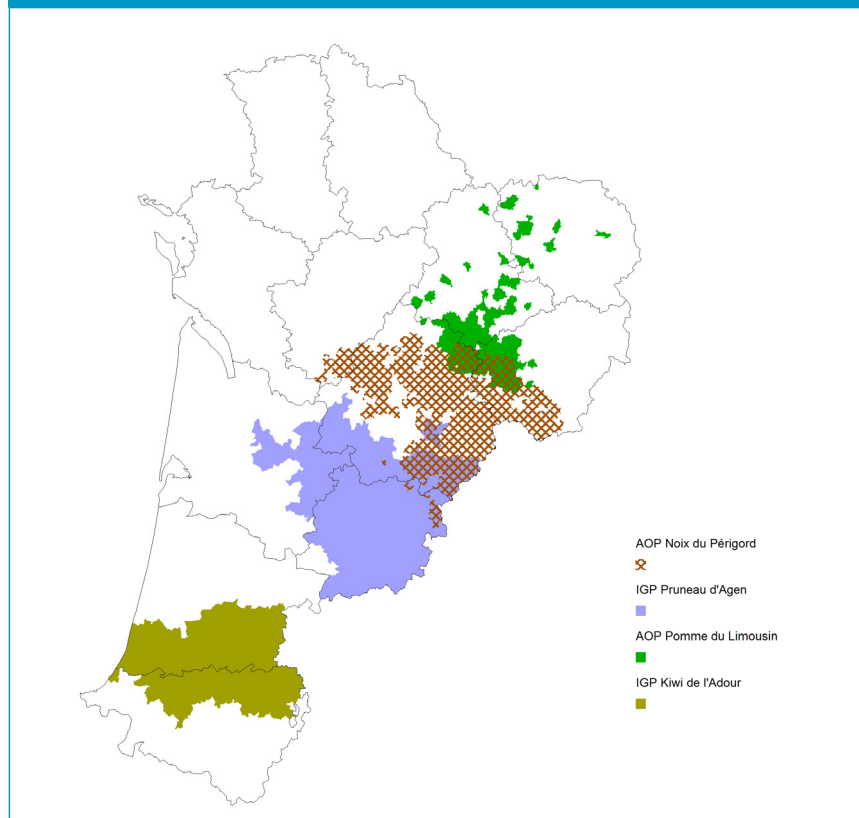 AOP Noix du Périgord
IGP Pruneau d'Agen
AOP Pomme du Limousin
IGP Kiwi de l'Adour